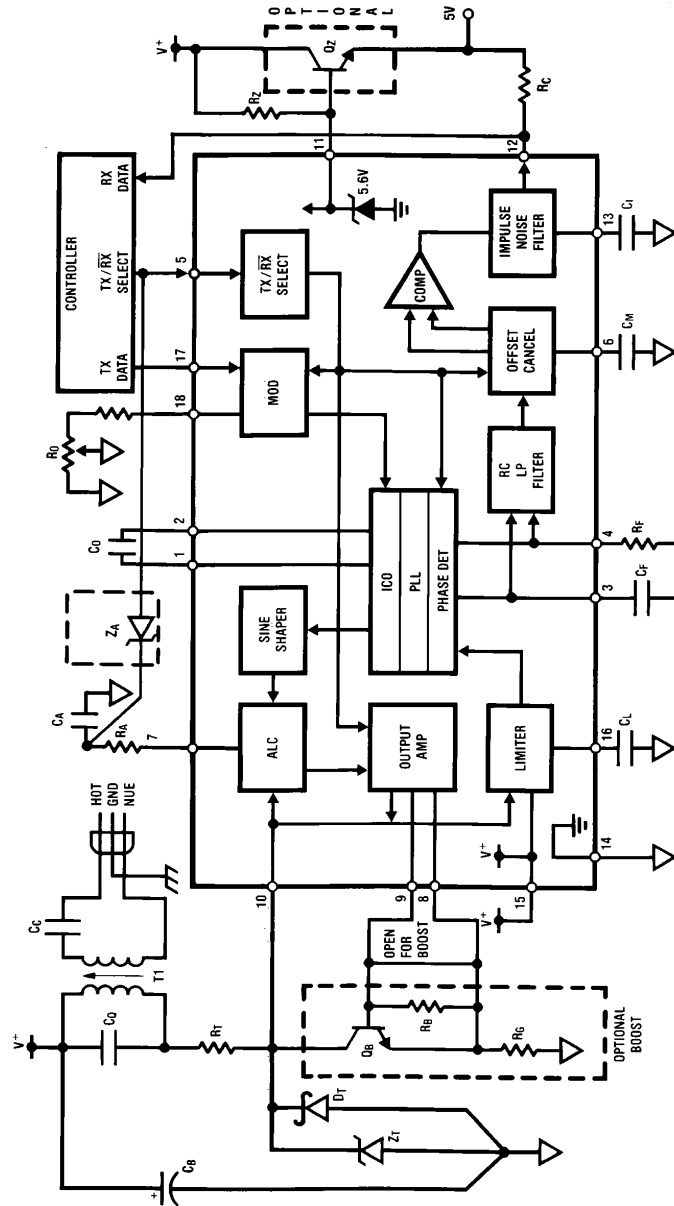 V+
CB
+
CQ
T1
CC
HOT
GND
NUE
RT
DT
ZT
QB
RB
RG
OPTIONAL
BOOST
OPEN
FOR
BOOST
10
9
8
15
V+
V+
14
CA
RA
7
ZA
CO
1
2
RO
18
17
5
CONTROLLER
TX
DATA
TX/RX
SELECT
RX
DATA
V+
RZ
QZ
OPTIONAL
5V
RC
11
12
5.6V
ALC
SINE
SHAPER
OUTPUT
AMP
LIMITER
ICO
PLL
PHASE DET
MOD
TX/RX
SELECT
COMP
RC
LP
FILTER
OFFSET
CANCEL
IMPULSE
NOISE
FILTER
16
CL
3
CF
4
RF
6
CM
13
CI